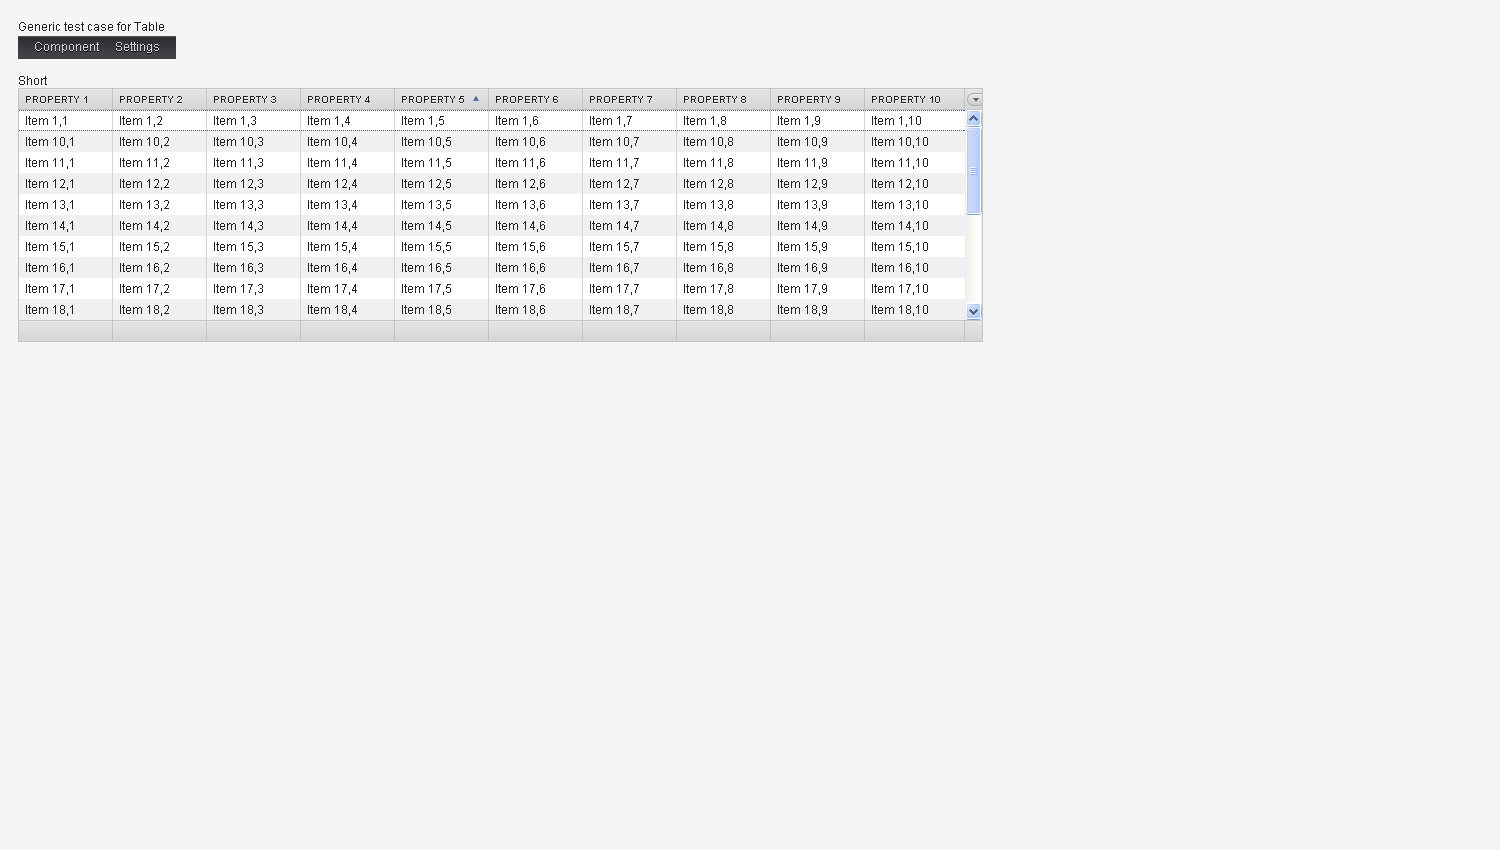 Generic test case for Table
Component Settings
Short
PROPERTY 1 PROPERTY 2 PROPERTY 3 PROPERTY 4 PROPERTY 5 PROPERTY 6 PROPERTY 7 PROPERTY 8 PROPERTY 9 PROPERTY 10
Item 1,1 Item 1,2 Item 1,3 Item 1,4 Item 1,5 Item 1,6 Item 1,7 Item 1,8 Item 1,9 Item 1,10
Item 10,1 Item 10,2 Item 10,3 Item 10,4 Item 10,5 Item 10,6 Item 10,7 Item 10,8 Item 10,9 Item 10,10
Item 11,1 Item 11,2 Item 11,3 Item 11,4 Item 11,5 Item 11,6 Item 11,7 Item 11,8 Item 11,9 Item 11,10
Item 12,1 Item 12,2 Item 12,3 Item 12,4 Item 12,5 Item 12,6 Item 12,7 Item 12,8 Item 12,9 Item 12,10
Item 13,1 Item 13,2 Item 13,3 Item 13,4 Item 13,5 Item 13,6 Item 13,7 Item 13,8 Item 13,9 Item 13,10
Item 14,1 Item 14,2 Item 14,3 Item 14,4 Item 14,5 Item 14,6 Item 14,7 Item 14,8 Item 14,9 Item 14,10
Item 15,1 Item 15,2 Item 15,3 Item 15,4 Item 15,5 Item 15,6 Item 15,7 Item 15,8 Item 15,9 Item 15,10
Item 16,1 Item 16,2 Item 16,3 Item 16,4 Item 16,5 Item 16,6 Item 16,7 Item 16,8 Item 16,9 Item 16,10
Item 17,1 Item 17,2 Item 17,3 Item 17,4 Item 17,5 Item 17,6 Item 17,7 Item 17,8 Item 17,9 Item 17,10
Item 18,1 Item 18,2 Item 18,3 Item 18,4 Item 18,5 Item 18,6 Item 18,7 Item 18,8 Item 18,9 Item 18,10